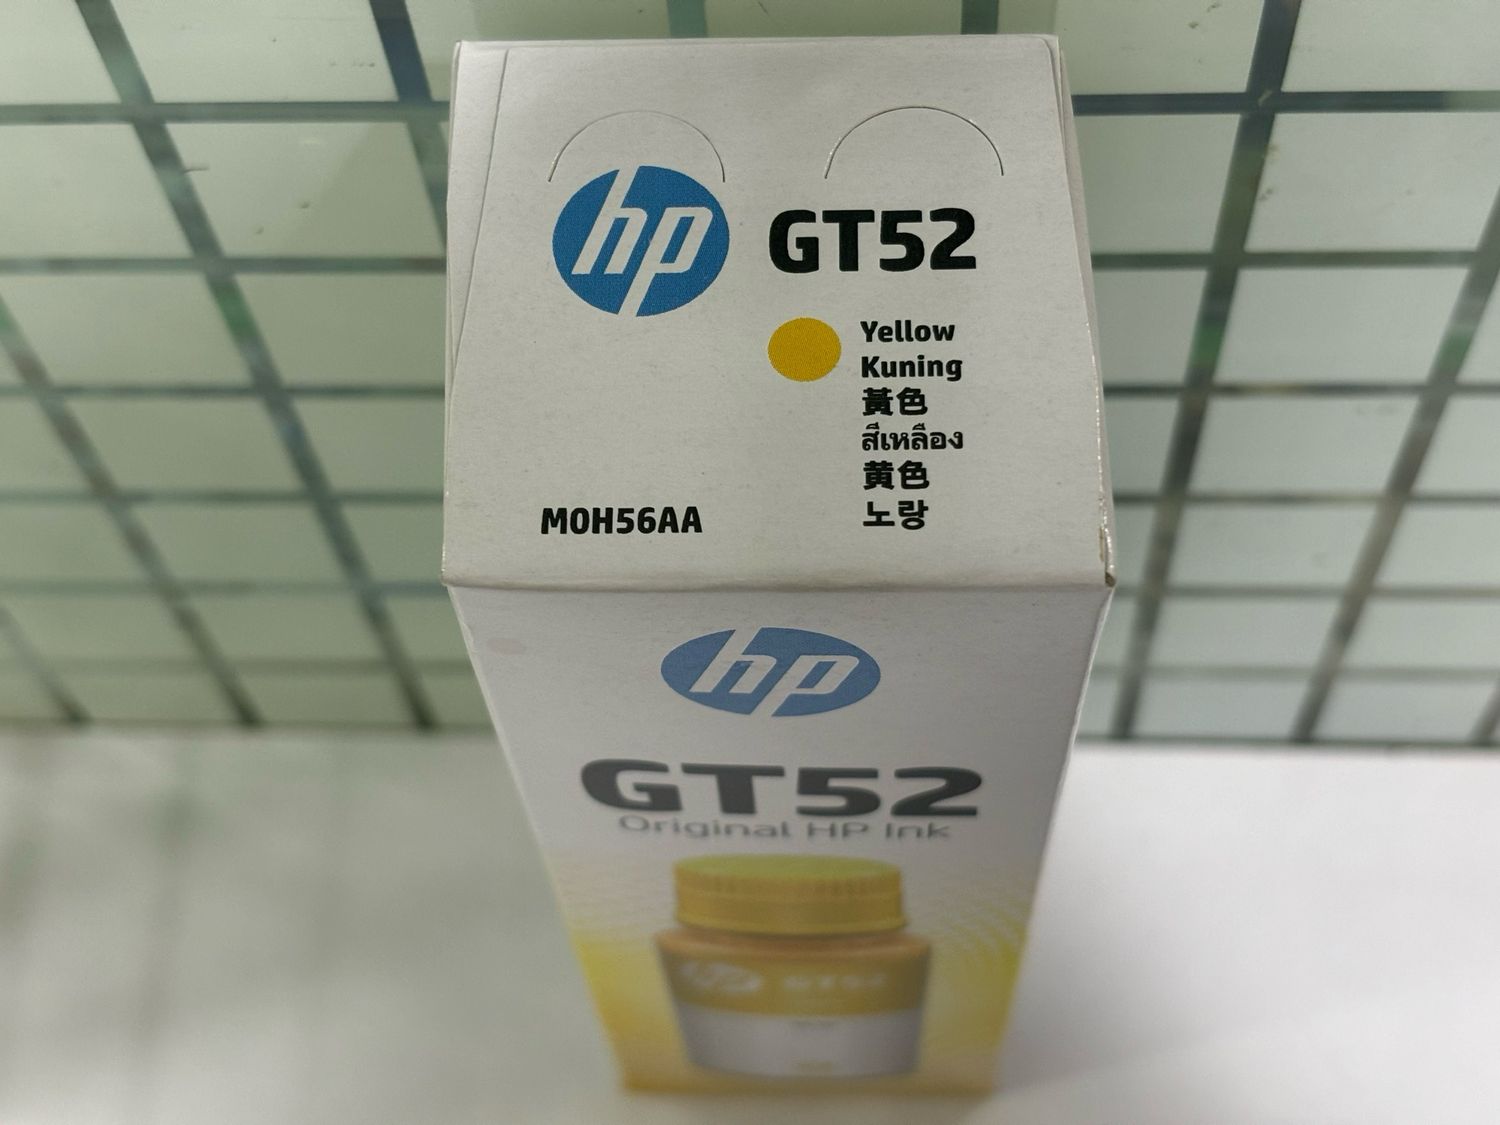 hp GT52
Yellow
Kuning
黃色
สีเหลือง
黄色
노랑
M0H56AA
hp
GT52
Original HP Ink
hp GT52